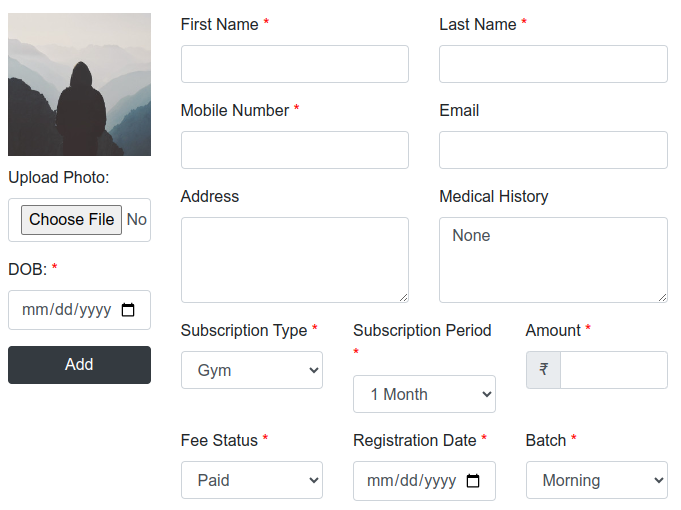 Upload Photo:
Choose File No
DOB: *
mm/dd/yyyy
Add
First Name *
Last Name *
Mobile Number *
Email
Address
Medical History
None
Subscription Type *
Gym
Subscription Period
*
1 Month
Amount *
₹
Fee Status *
Paid
Registration Date *
mm/dd/yyyy
Batch *
Morning